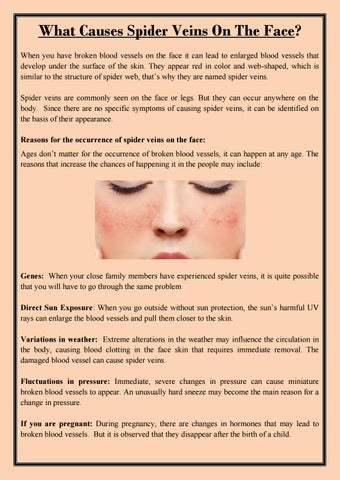 What Causes Spider Veins On The Face?
When you have broken blood vessels on the face it can lead to enlarged blood vessels that
develop under the surface of the skin. They appear red in color and web-shaped, which is
similar to the structure of spider web, that's why they are named spider veins.
Spider veins are commonly seen on the face or legs. But they can occur anywhere on the
body. Since there are no specific symptoms of causing spider veins, it can be identified on
the basis of their appearance.
Reasons for the occurrence of spider veins on the face:
Ages don't matter for the occurrence of broken blood vessels, it can happen at any age. The
reasons that increase the chances of happening it in the people may include:
Genes: When your close family members have experienced spider veins, it is quite possible
that you will have to go through the same problem
Direct Sun Exposure: When you go outside without sun protection, the sun's harmful UV
rays can enlarge the blood vessels and pull them closer to the skin.
Variations in weather: Extreme alterations in the weather may influence the circulation in
the body, causing blood clotting in the face skin that requires immediate removal. The
damaged blood vessel can cause spider veins.
Fluctuations in pressure: Immediate, severe changes in pressure can cause miniature
broken blood vessels to appear. An unusually hard sneeze may become the main reason for a
change in pressure.
If you are pregnant: During pregnancy, there are changes in hormones that may lead to
broken blood vessels. But it is observed that they disappear after the birth of a child.